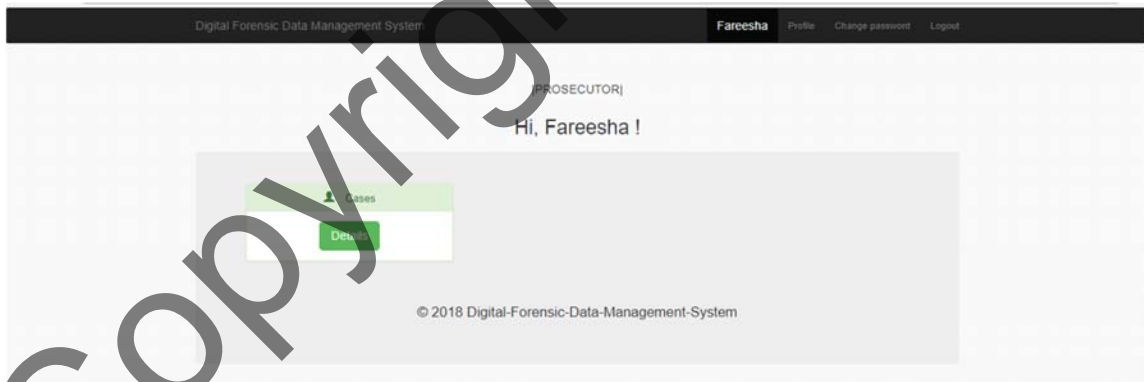 Digital Forensic Data Management System Fareesha Profile Change password Logout
|PROSECUTOR|
Hi, Fareesha !
Cases
Details
© 2018 Digital-Forensic-Data-Management-System
Copyrig